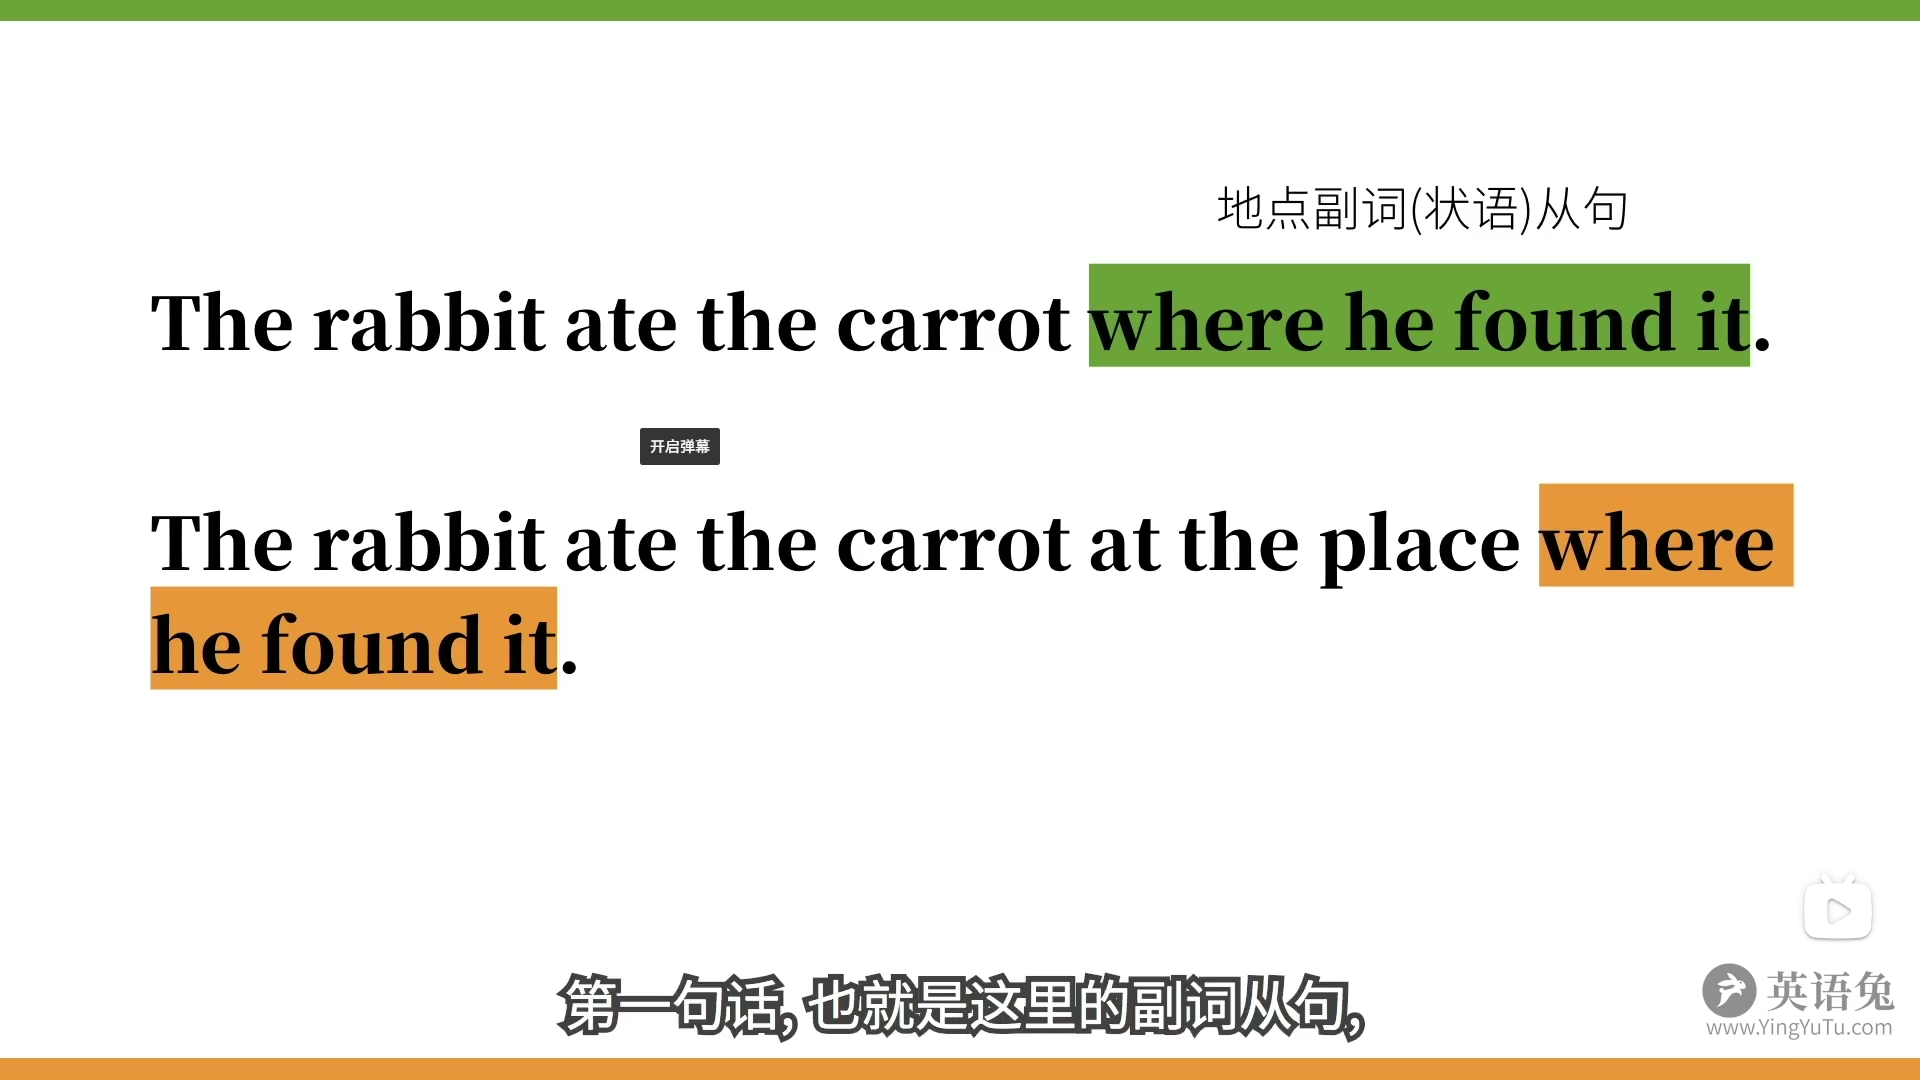 地点副词(状语)从句
The rabbit ate the carrot where he found it.
开启弹幕
The rabbit ate the carrot at the place where
he found it.
第一句话, 也就是这里的副词从句,
英语兔
www.YingYuTu.com